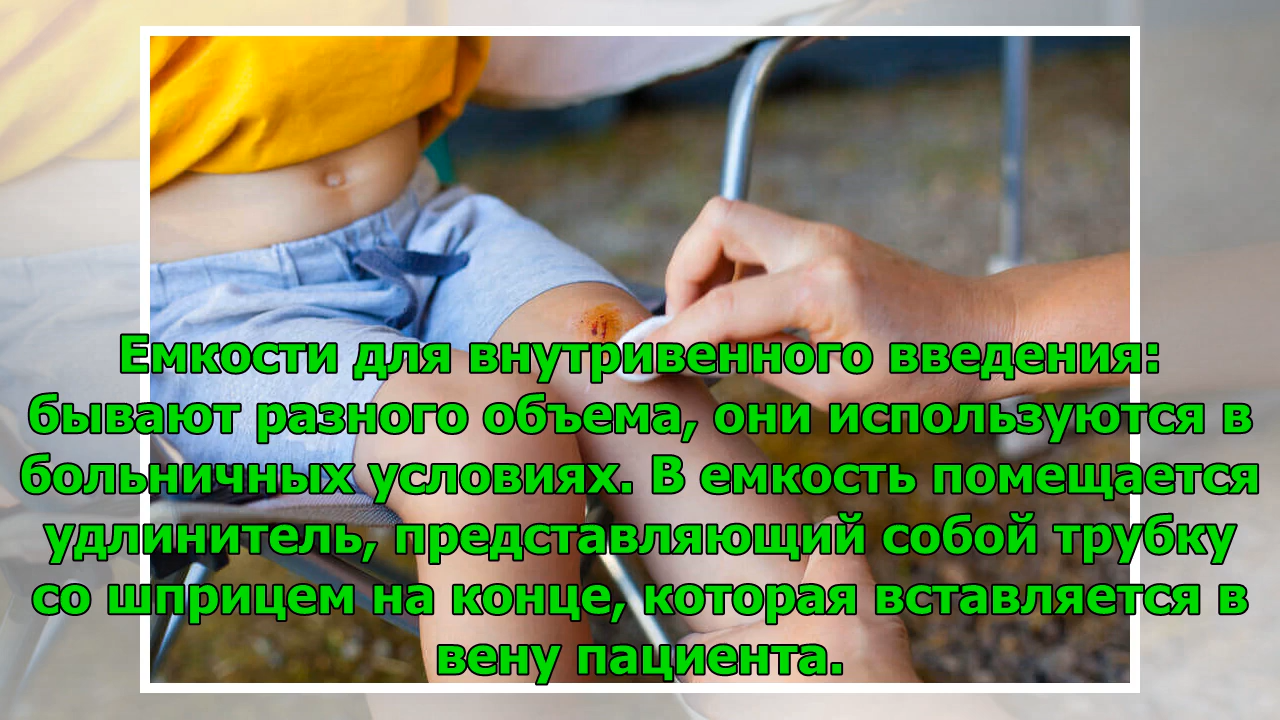 Емкости для внутривенного введения:
бывают разного объема, они используются в
больничных условиях. В емкость помещается
удлинитель, представляющий собой трубку
со шприцем на конце, которая вставляется в
вену пациента.